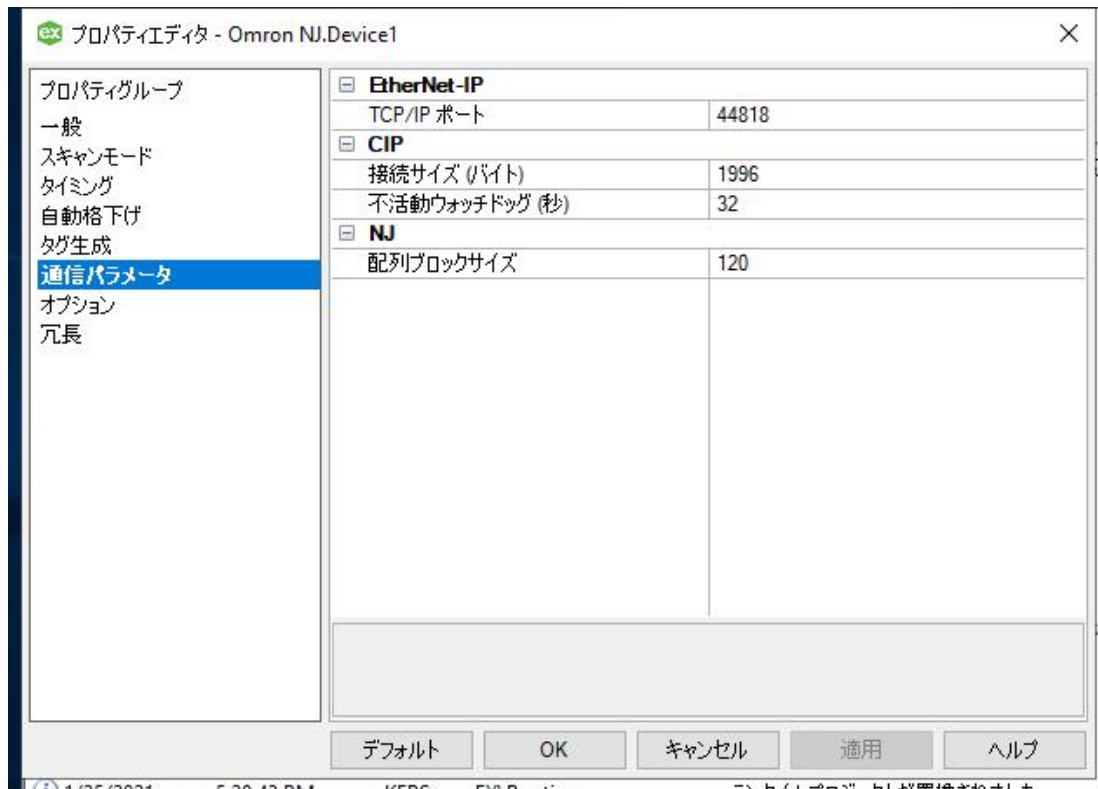 プロパティエディタ - Omron NJ.Device1
プロパティグループ
一般
スキャンモード
タイミング
自動格下げ
タグ生成
通信パラメータ
オプション
冗長
EtherNet-IP
TCP/IP ポート 44818
CIP
接続サイズ (バイト) 1996
不活動ウォッチドッグ (秒) 32
NJ
配列ブロックサイズ 120
デフォルト OK キャンセル 適用 ヘルプ